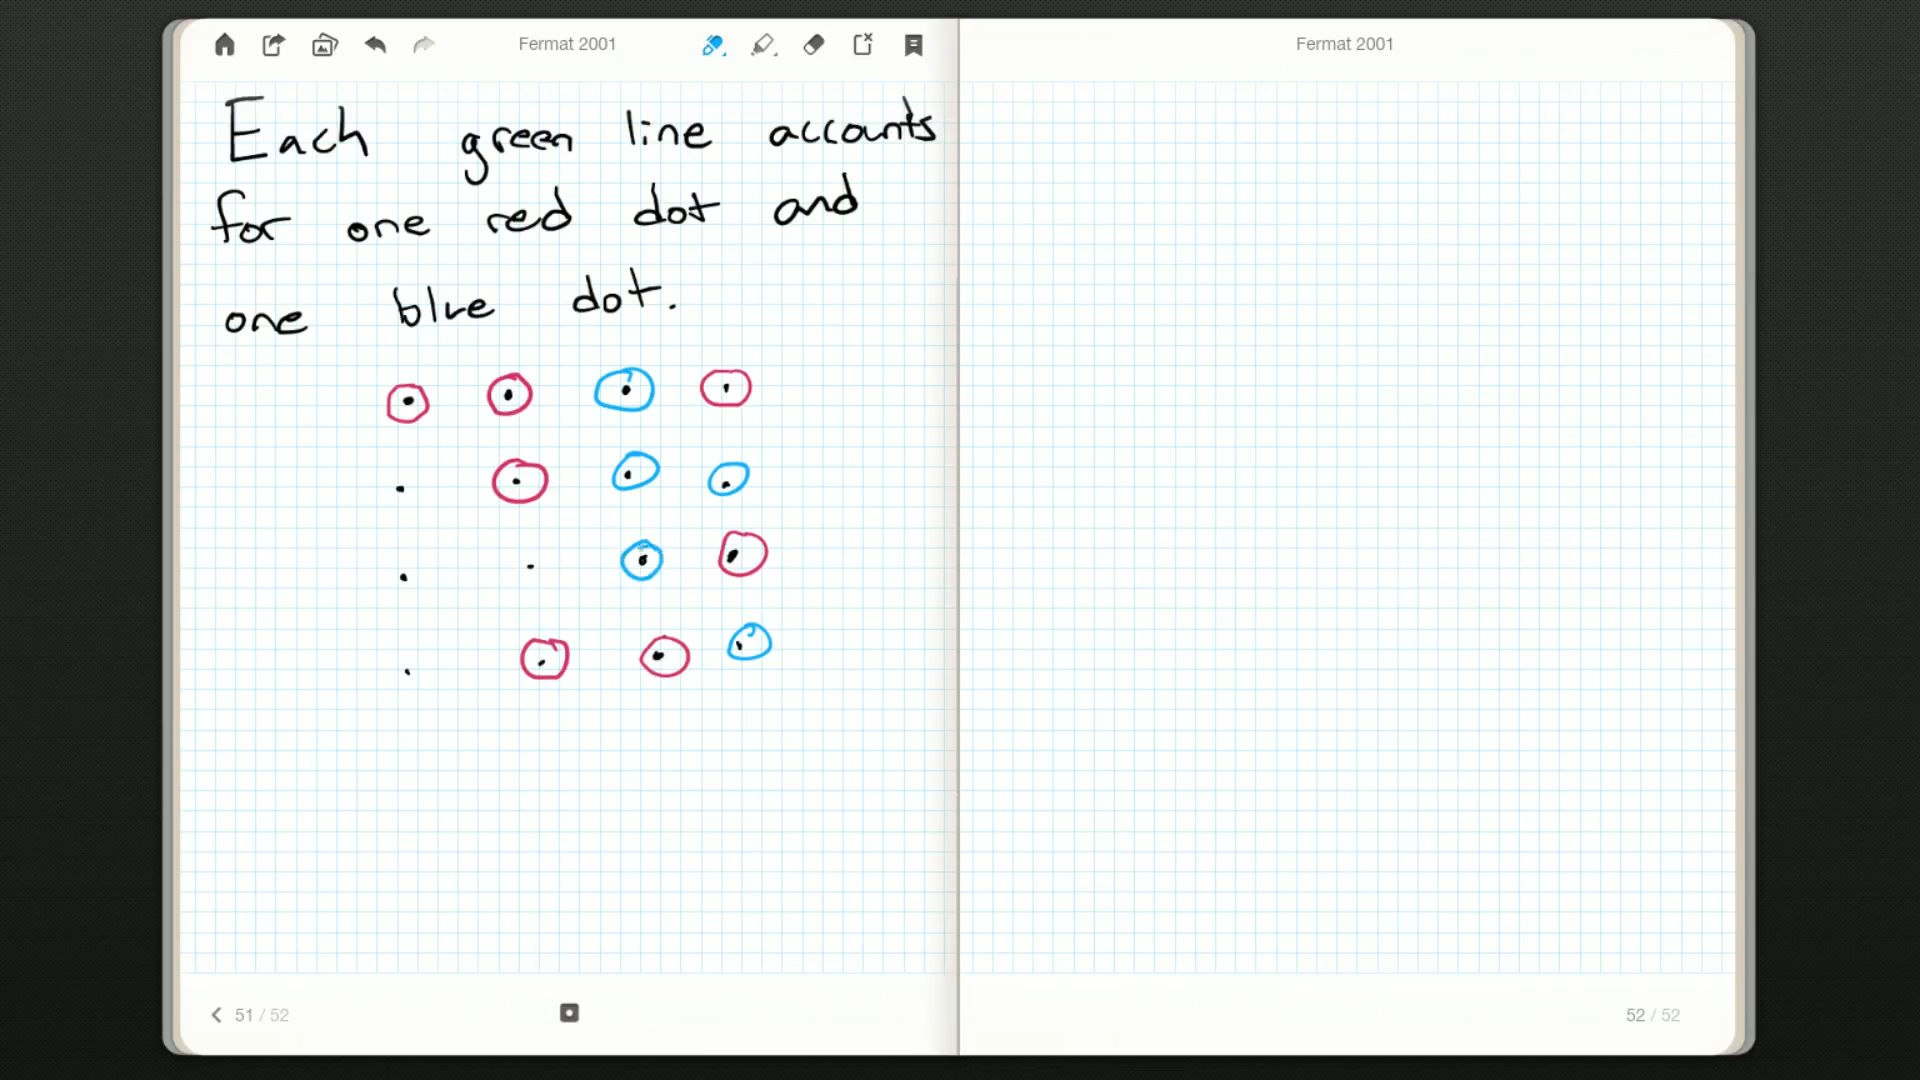 Fermat 2001
Fermat 2001
Each green line accounts
for one red dot and
one blue dot.
51 / 52
52 / 52